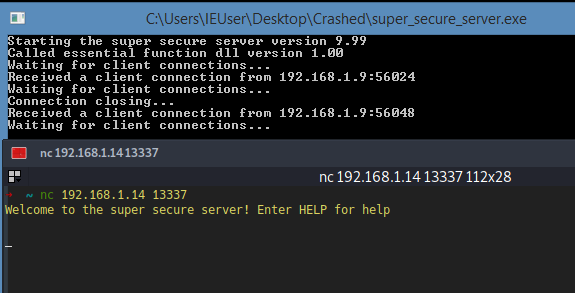 C:\Users\IEUser\Desktop\Crashed\super_secure_server.exe
Starting the super secure server version 9.99
Called essential function dll version 1.00
Waiting for client connections...
Received a client connection from 192.168.1.9:56024
Waiting for client connections...
Connection closing...
Received a client connection from 192.168.1.9:56048
Waiting for client connections...
nc 192.168.1.14 13337
nc 192.168.1.14 13337 112x28
➜ ~ nc 192.168.1.14 13337
Welcome to the super secure server! Enter HELP for help